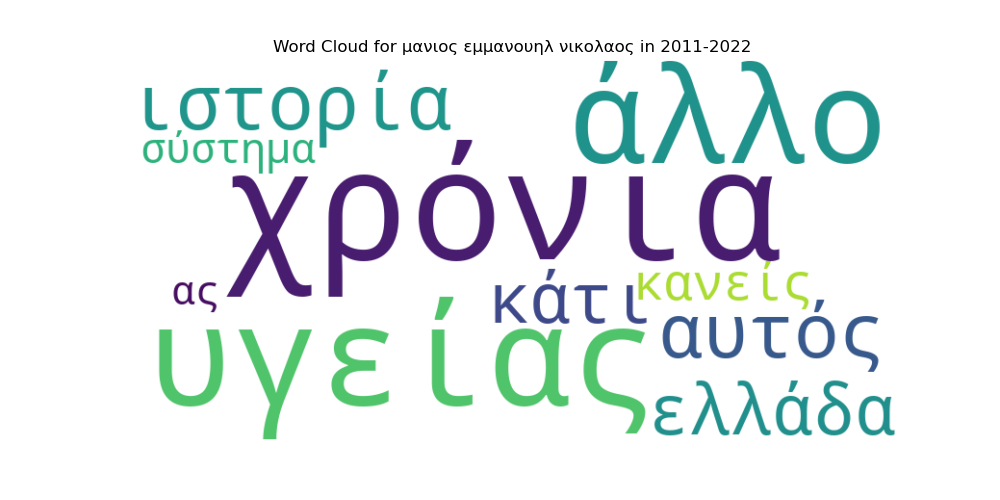 Word Cloud for μανιος εμμανουηλ νικολαος in 2011-2022
ιστορία
άλλο
σύστημα
χρόνια
ας
κάτι
κανείς
υγείας
αυτός
ελλάδα